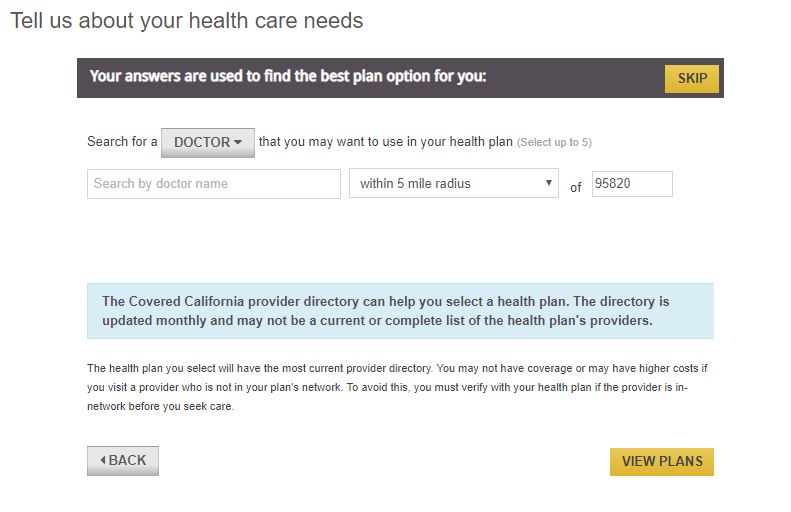 Tell us about your health care needs
Your answers are used to find the best plan option for you:
SKIP
Search for a DOCTOR that you may want to use in your health plan (Select up to 5)
Search by doctor name within 5 mile radius of 95820
The Covered California provider directory can help you select a health plan. The directory is
updated monthly and may not be a current or complete list of the health plan's providers.
The health plan you select will have the most current provider directory. You may not have coverage or may have higher costs if
you visit a provider who is not in your plan's network. To avoid this, you must verify with your health plan if the provider is in-
network before you seek care.
BACK
VIEW PLANS